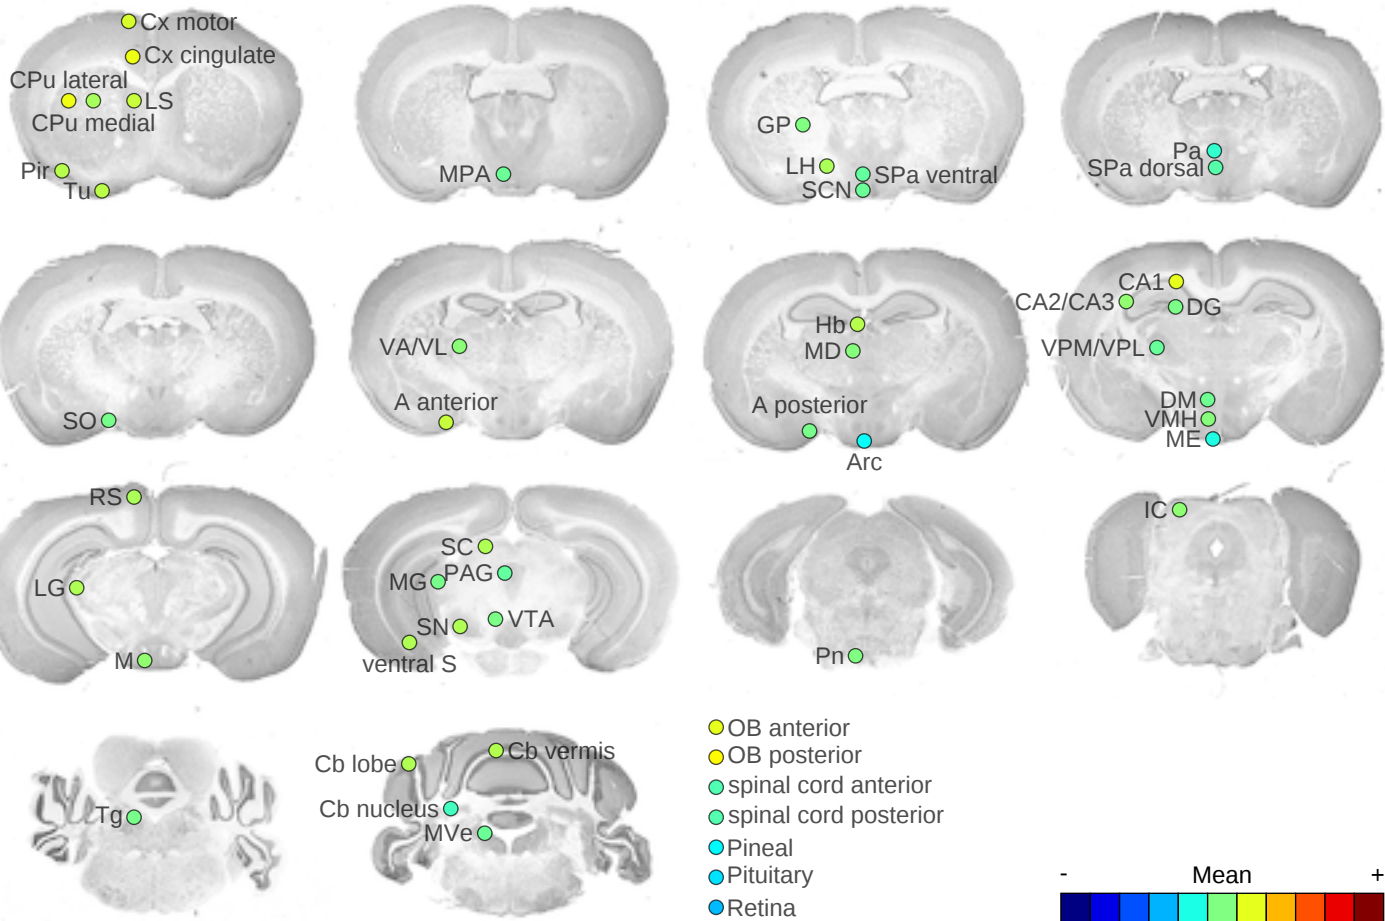 Cx motor
Cx cingulate
CPu lateral
LS
CPu medial
Pir
Tu
MPA
GP
LH
SPa ventral
SCN
Pa
SPa dorsal
SO
VA/VL
A anterior
Hb
MD
A posterior
Arc
CA1
CA2/CA3
DG
VPM/VPL
DM
VMH
ME
RS
LG
M
SC
MG
PAG
SN
VTA
ventral S
Pn
IC
Tg
Cb lobe
Cb vermis
Cb nucleus
MVe
OB anterior
OB posterior
spinal cord anterior
spinal cord posterior
Pineal
Pituitary
Retina
- Mean +